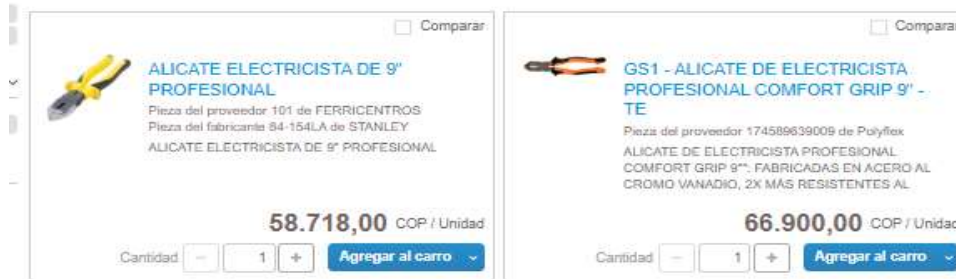 Comparar
ALICATE ELECTRICISTA DE 9"
PROFESIONAL
Pieza del proveedor 101 de FERRICENTROS
Pieza del fabricante 84-154LA de STANLEY
ALICATE ELECTRICISTA DE 9" PROFESIONAL
58.718,00 COP / Unidad
Cantidad − 1 + Agregar al carro
Comparar
GS1 - ALICATE DE ELECTRICISTA
PROFESIONAL COMFORT GRIP 9" -
TE
Pieza del proveedor 174589639009 de Polyflex
ALICATE DE ELECTRICISTA PROFESIONAL
COMFORT GRIP 9"": FABRICADAS EN ACERO AL
CROMO VANADIO, 2X MÁS RESISTENTES AL
66.900,00 COP / Unidad
Cantidad − 1 + Agregar al carro